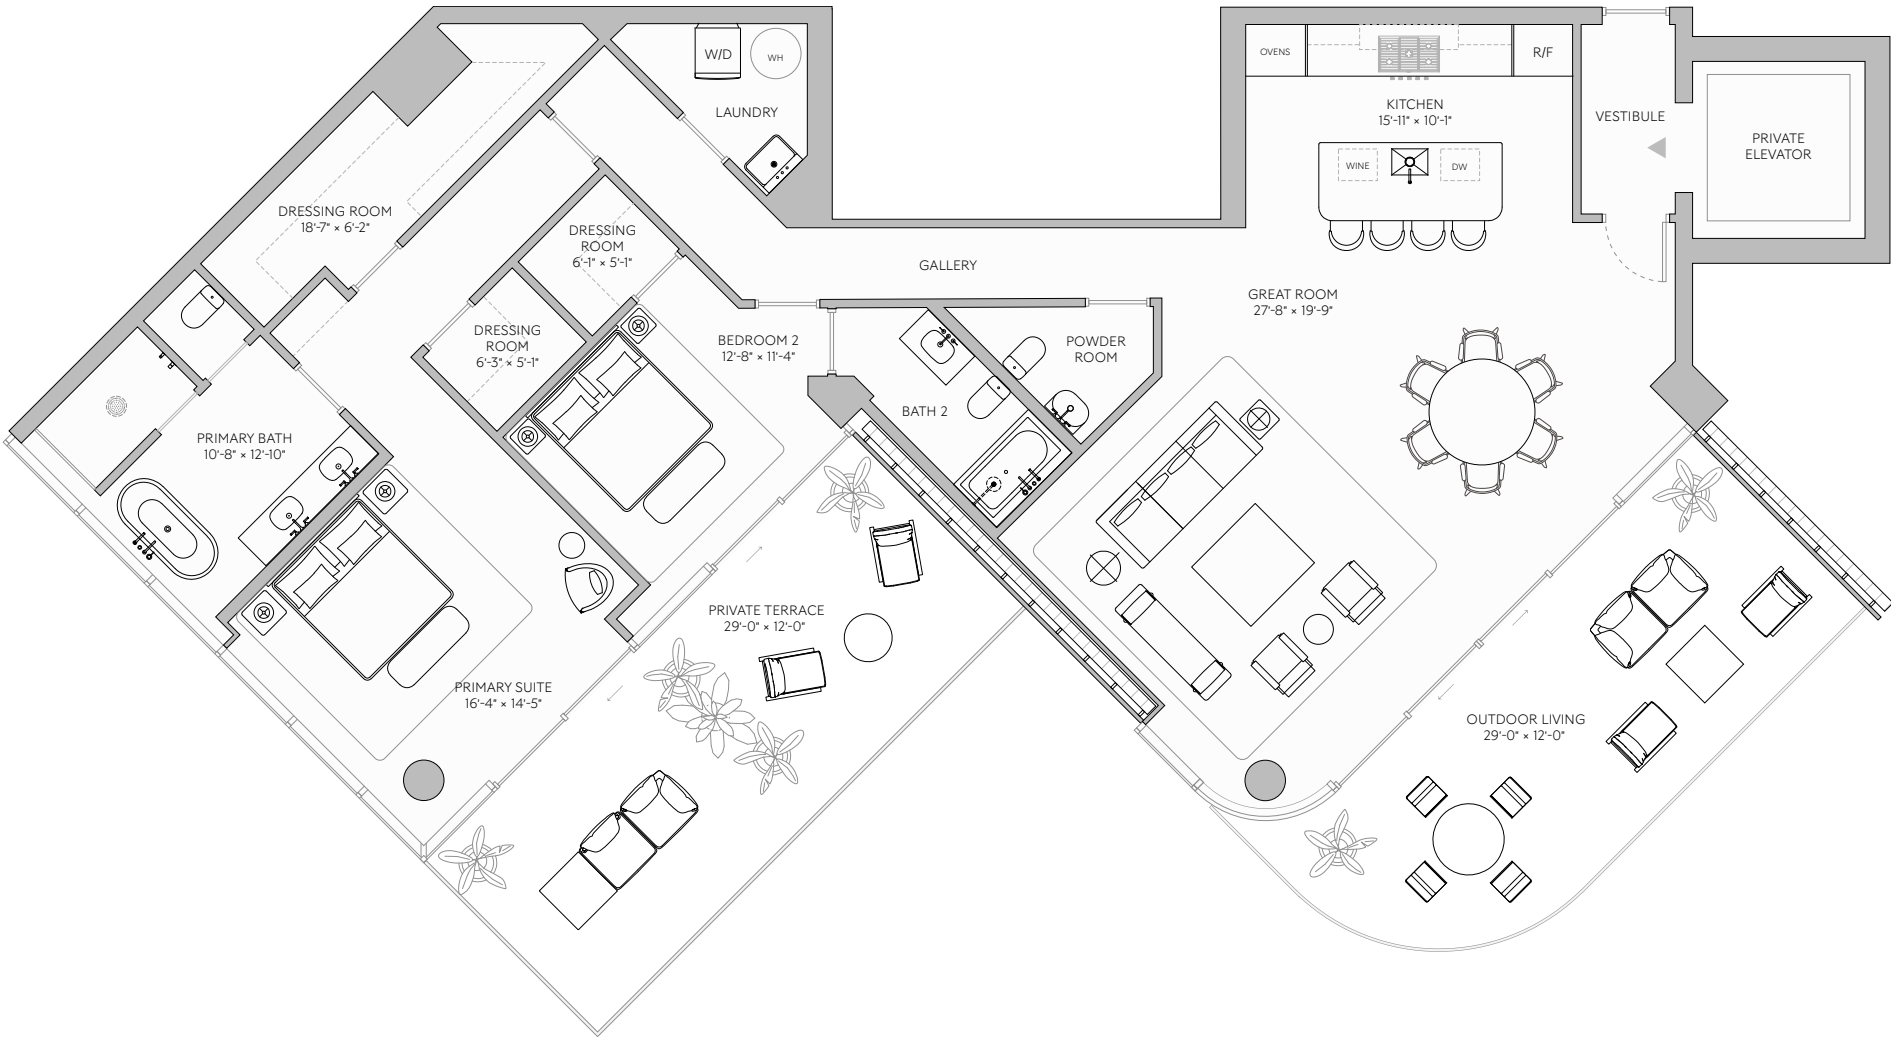 W/D
WH
LAUNDRY
OVENS
R/F
KITCHEN
15'-11" × 10'-1"
WINE
DW
VESTIBULE
PRIVATE
ELEVATOR
DRESSING ROOM
18'-7" × 6'-2"
DRESSING
ROOM
6'-1" × 5'-1"
GALLERY
GREAT ROOM
27'-8" × 19'-9"
DRESSING
ROOM
6'-3" × 5'-1"
BEDROOM 2
12'-8" × 11'-4"
POWDER
ROOM
BATH 2
PRIMARY BATH
10'-8" × 12'-10"
PRIVATE TERRACE
29'-0" × 12'-0"
PRIMARY SUITE
16'-4" × 14'-5"
OUTDOOR LIVING
29'-0" × 12'-0"